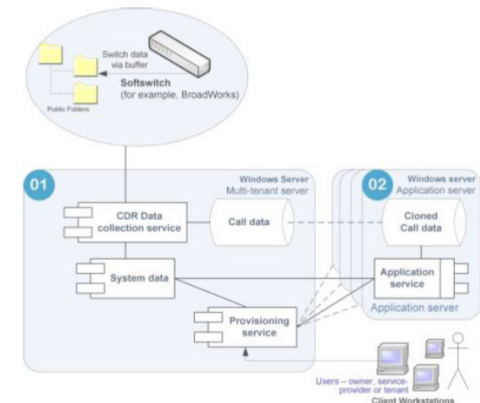 Switch data
via buffer
Softswitch
(for example, BroadWorks)
Public Folders
01
Windows Server
Multi-tenant server
CDR Data
collection service
Call data
System data
Provisioning
service
02
Windows server
Application server
Cloned
Call data
Application
service
Application server
Users – owner, service-
provider or tenant
Client Workstations